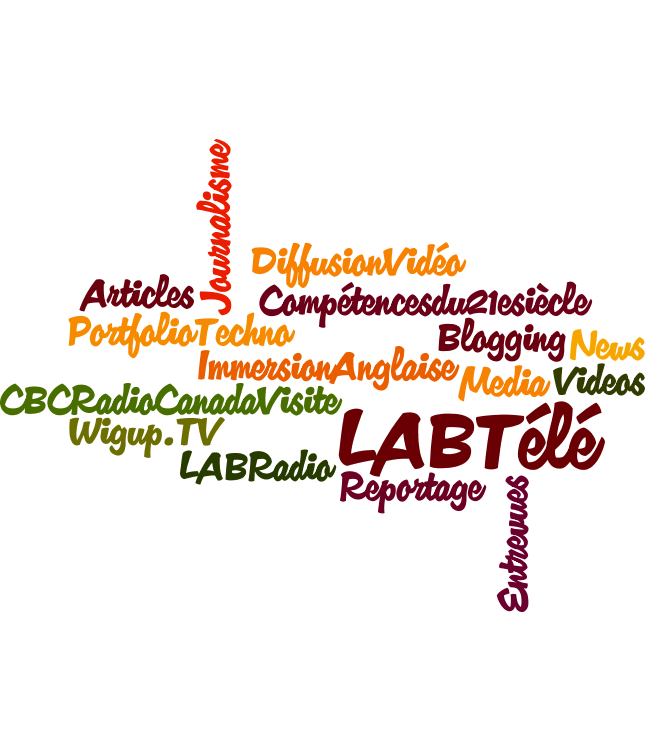 Journalisme
DiffusionVidéo
Articles
Compétencesdu21esiècle
PortfolioTechno
Blogging
News
ImmersionAnglaise
Media
Videos
CBCRadioCanadaVisite
Wigup.TV
LABTélé
LABRadio
Reportage
Entrevues